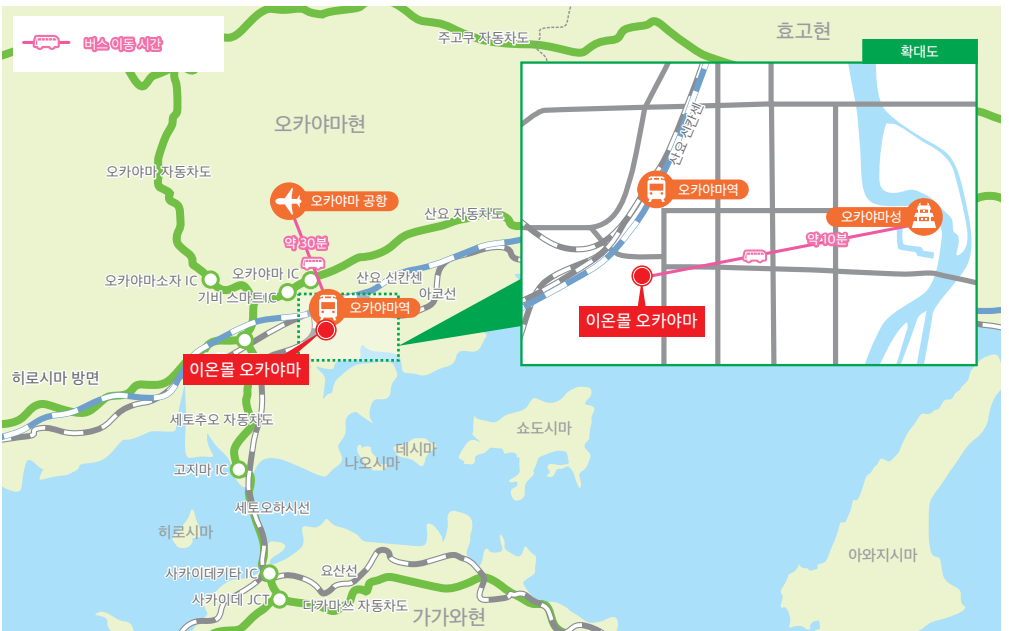 버스 이동 시간
주고쿠 자동차도
효고현
확대도
오카야마현
산요 신칸센
오카야마 자동차도
오카야마역
오카야마 공항
산요 자동차도
오카야마성
약 30분
약 10분
오카야마 IC
오카야마소자 IC
산요 신칸센
기비 스마트IC
아코선
오카야마역
이온몰 오카야마
이온몰 오카야마
히로시마 방면
세토추오 자동차도
쇼도시마
데시마
나오시마
고지마 IC
세토오하시선
히로시마
아와지시마
사카이데키타 IC
요산선
사카이데 JCT
다카마쓰 자동차도
가가와현